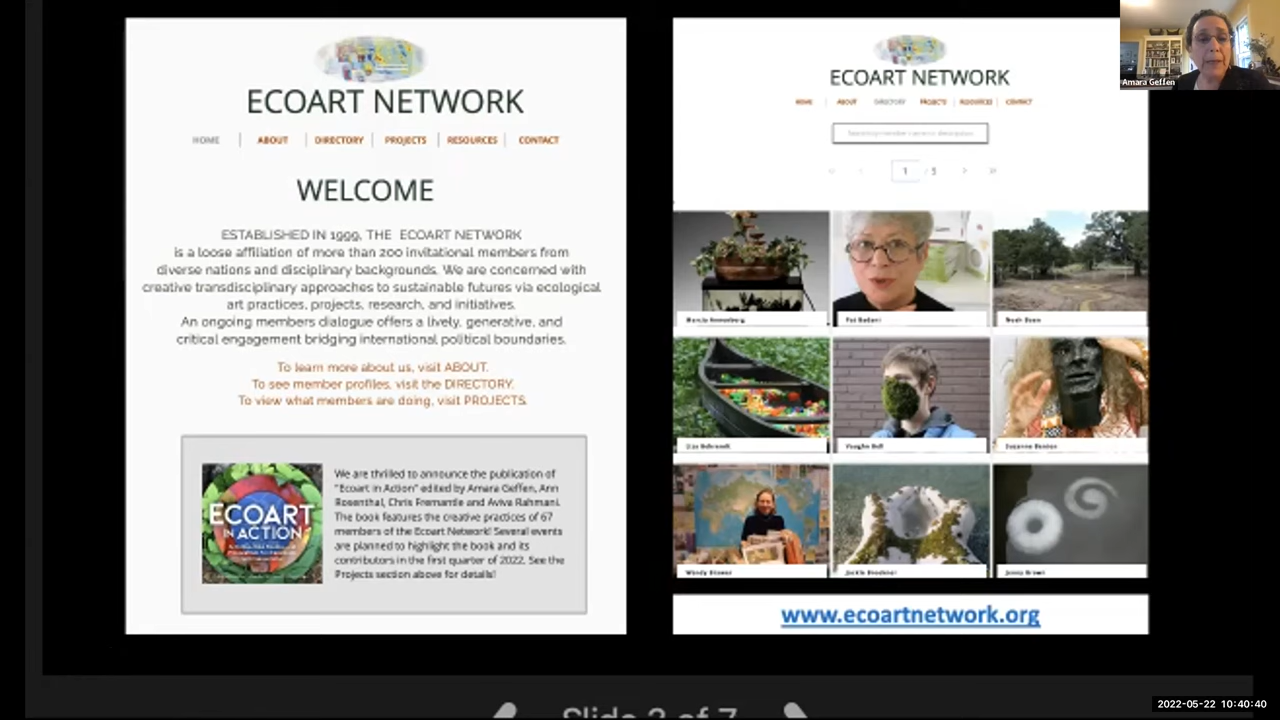 ECOART NETWORK
HOME
ABOUT
DIRECTORY
PROJECTS
RESOURCES
CONTACT
WELCOME
ESTABLISHED IN 1999, THE ECOART NETWORK
is a loose affiliation of more than 200 invitational members from
diverse nations and disciplinary backgrounds. We are concerned with
creative transdisciplinary approaches to sustainable futures via ecological
art practices, projects, research, and initiatives.
An ongoing members dialogue offers a lively, generative, and
critical engagement bridging international political boundaries.
To learn more about us, visit ABOUT.
To see member profiles, visit the DIRECTORY.
To view what members are doing, visit PROJECTS.
ECOART
IN ACTION
We are thrilled to announce the publication of
"Ecoart in Action" edited by Amara Geffen, Ann
Rosenthal, Chris Fremantle and Aviva Rahmani.
The book features the creative practices of 67
members of the Ecoart Network! Several events
are planned to highlight the book and its
contributors in the first quarter of 2022. See the
Projects section above for details!
ECOART NETWORK
HOME
ABOUT
DIRECTORY
PROJECTS
RESOURCES
CONTACT
1 / 5
www.ecoartnetwork.org
Amara Geffen
Slide 2 of 7
2022-05-22 10:40:40